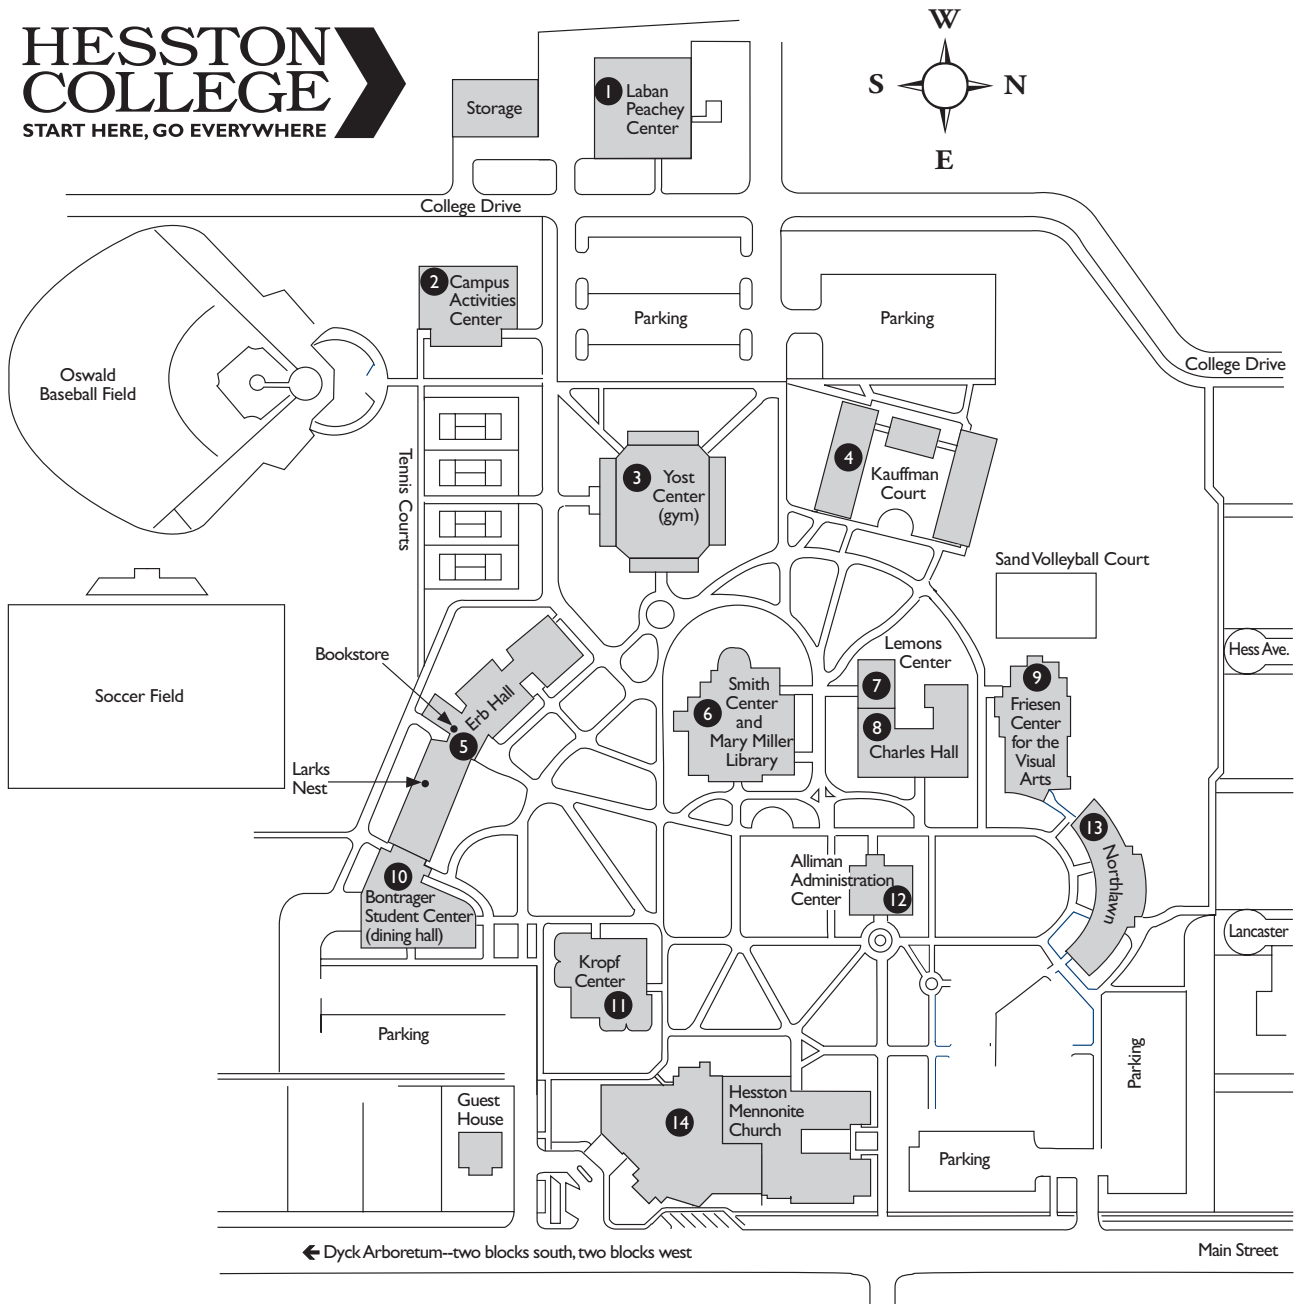 HESSTON
COLLEGE
START HERE, GO EVERYWHERE
W
S
N
E
Storage
1
Laban
Peachey
Center
College Drive
2
Campus
Activities
Center
Parking
Parking
College Drive
Oswald
Baseball Field
Tennis Courts
3
Yost
Center
(gym)
4
Kauffman
Court
Sand Volleyball Court
Hess Ave.
Soccer Field
Bookstore
Erb Hall
5
Larks
Nest
6
Smith
Center
and
Mary Miller
Library
Lemons
Center
7
8
Charles Hall
9
Friesen
Center
for the
Visual
Arts
10
Bontrager
Student Center
(dining hall)
Alliman
Administration
Center
12
13
Northlawn
Lancaster
Kropf
Center
11
Parking
Parking
Guest
House
14
Hesston
Mennonite
Church
Parking
Dyck Arboretum--two blocks south, two blocks west
Main Street